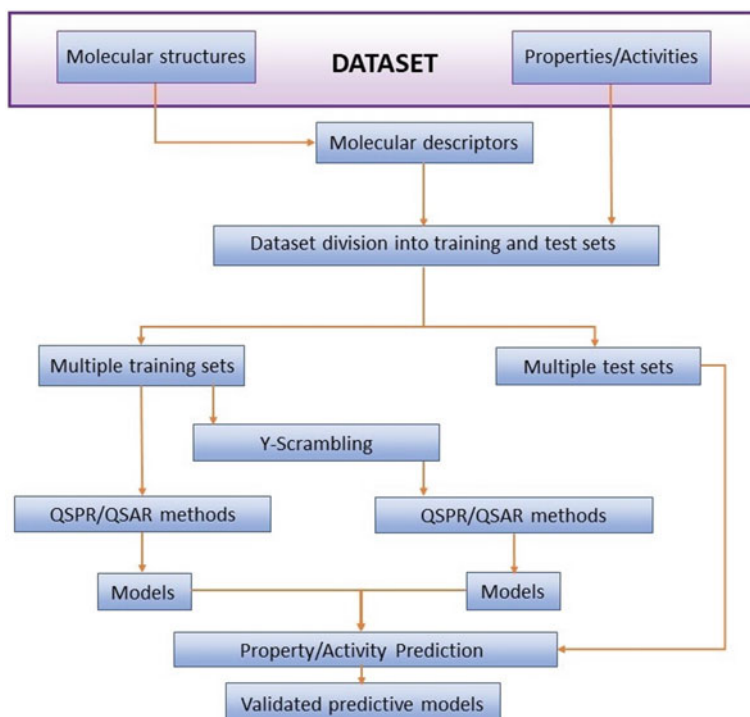 Molecular structures
DATASET
Properties/Activities
Molecular descriptors
Dataset division into training and test sets
Multiple training sets
Multiple test sets
Y-Scrambling
QSPR/QSAR methods
QSPR/QSAR methods
Models
Models
Property/Activity Prediction
Validated predictive models